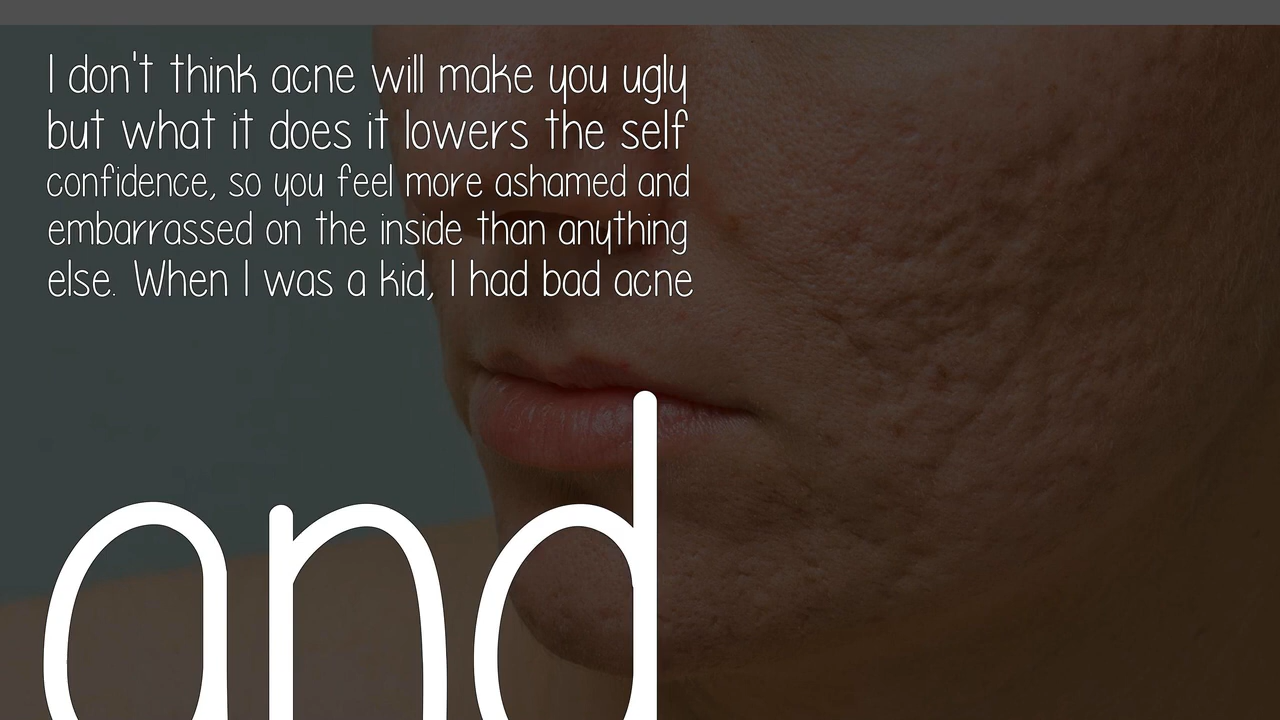 I don't think acne will make you ugly
but what it does it lowers the self
confidence, so you feel more ashamed and
embarrassed on the inside than anything
else. When I was a kid, I had bad acne
and